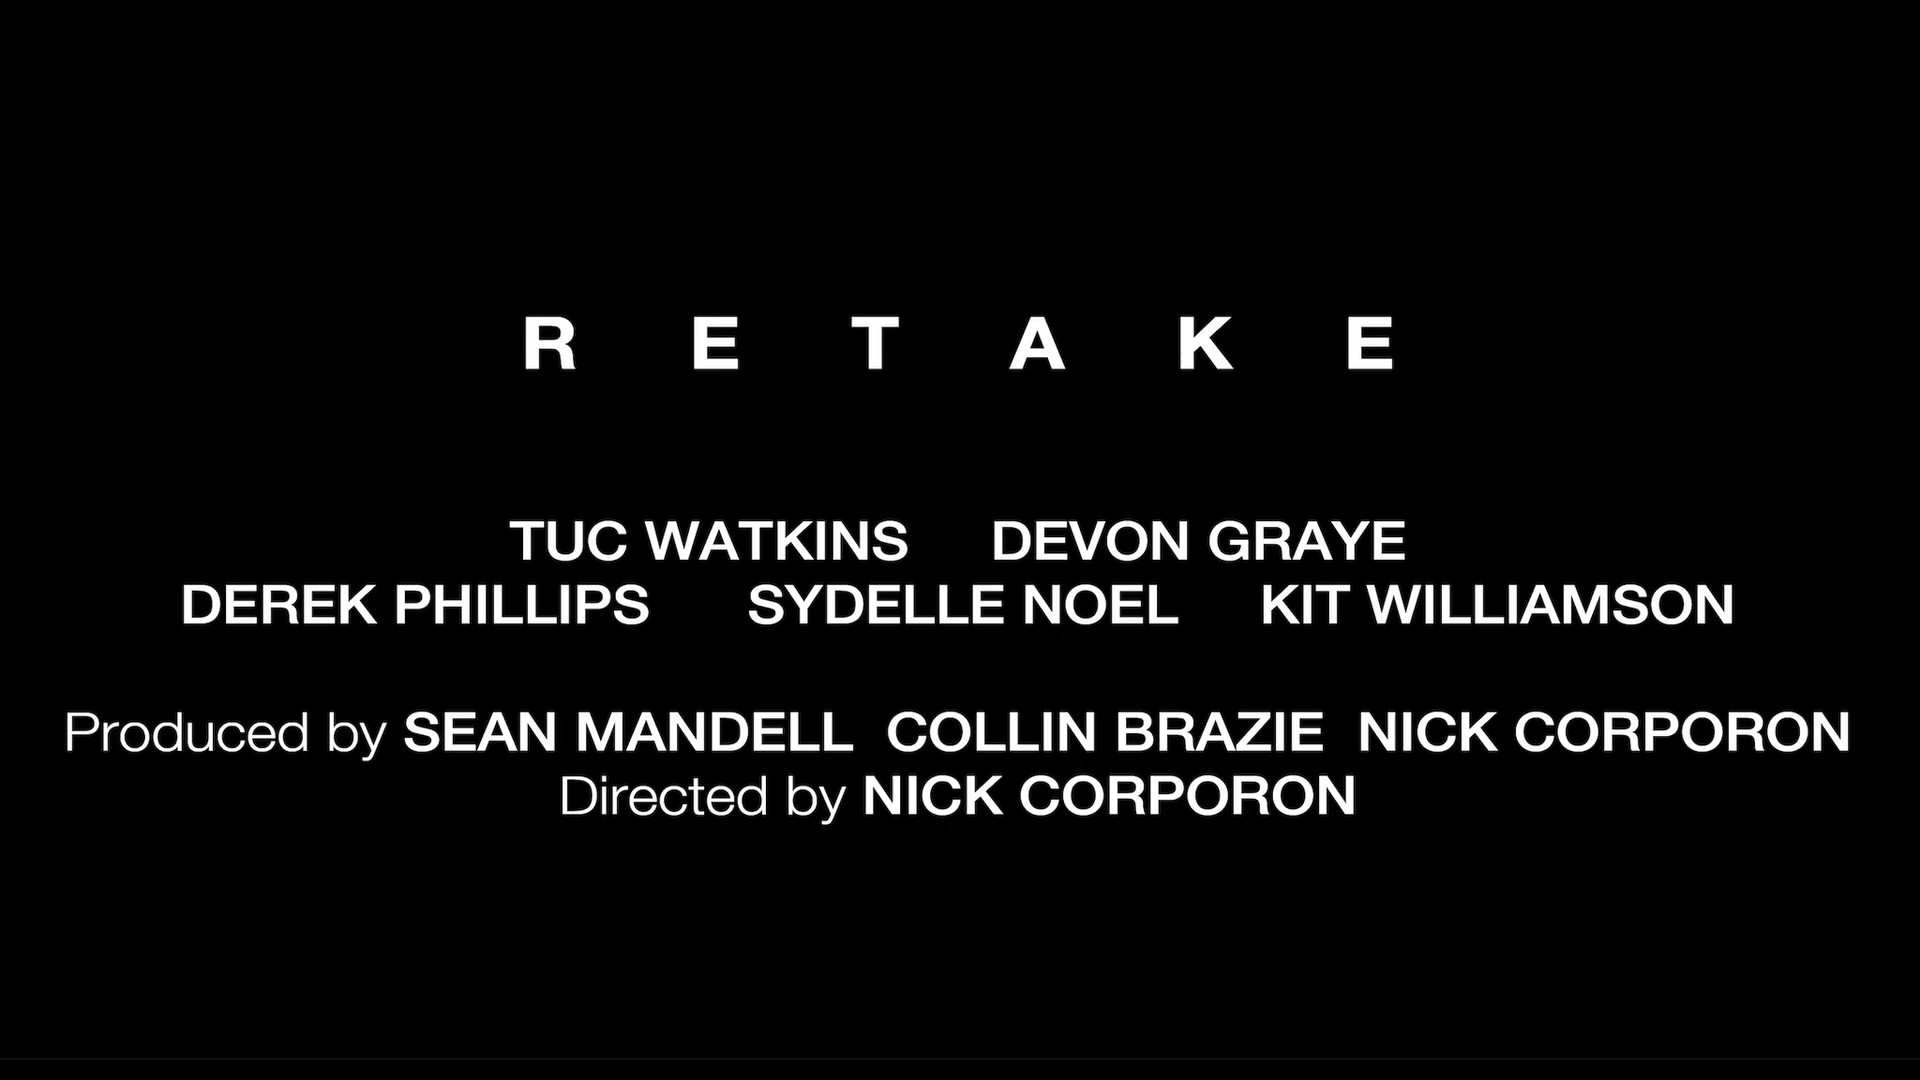 RETAKE
TUC WATKINS DEVON GRAYE
DEREK PHILLIPS SYDELLE NOEL KIT WILLIAMSON
Produced by SEAN MANDELL COLLIN BRAZIE NICK CORPORON
Directed by NICK CORPORON